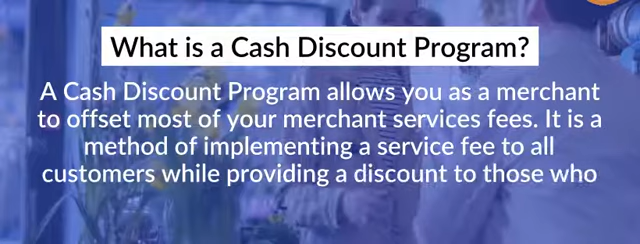 What is a Cash Discount Program?
A Cash Discount Program allows you as a merchant
to offset most of your merchant services fees. It is a
method of implementing a service fee to all
customers while providing a discount to those who